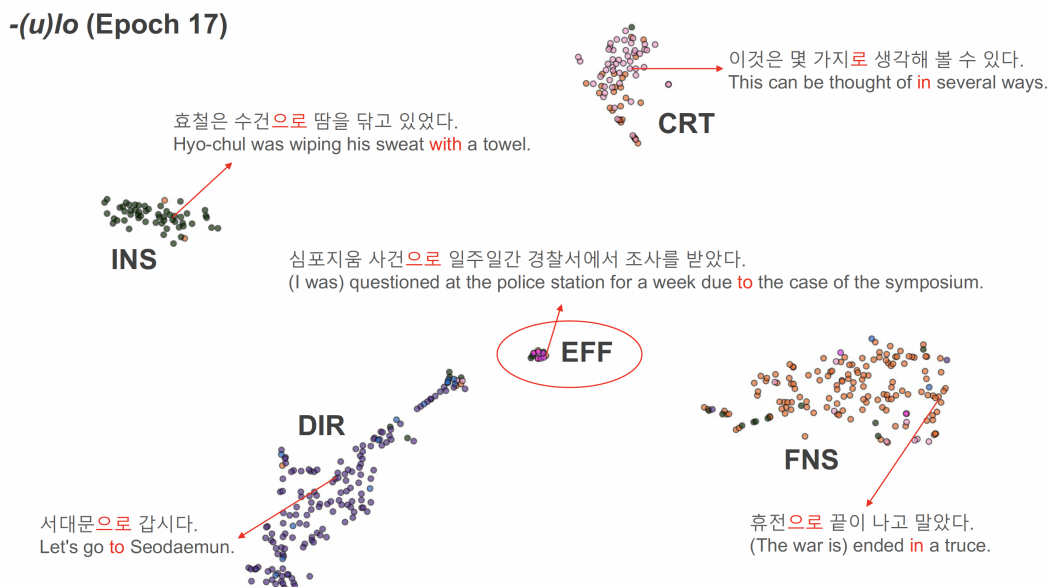 -(u)lo (Epoch 17)
이것은 몇 가지로 생각해 볼 수 있다.
This can be thought of in several ways.
CRT
효철은 수건으로 땀을 닦고 있었다.
Hyo-chul was wiping his sweat with a towel.
INS
심포지움 사건으로 일주일간 경찰서에서 조사를 받았다.
(I was) questioned at the police station for a week due to the case of the symposium.
EFF
DIR
FNS
서대문으로 갑시다.
Let's go to Seodaemun.
휴전으로 끝이 나고 말았다.
(The war is) ended in a truce.